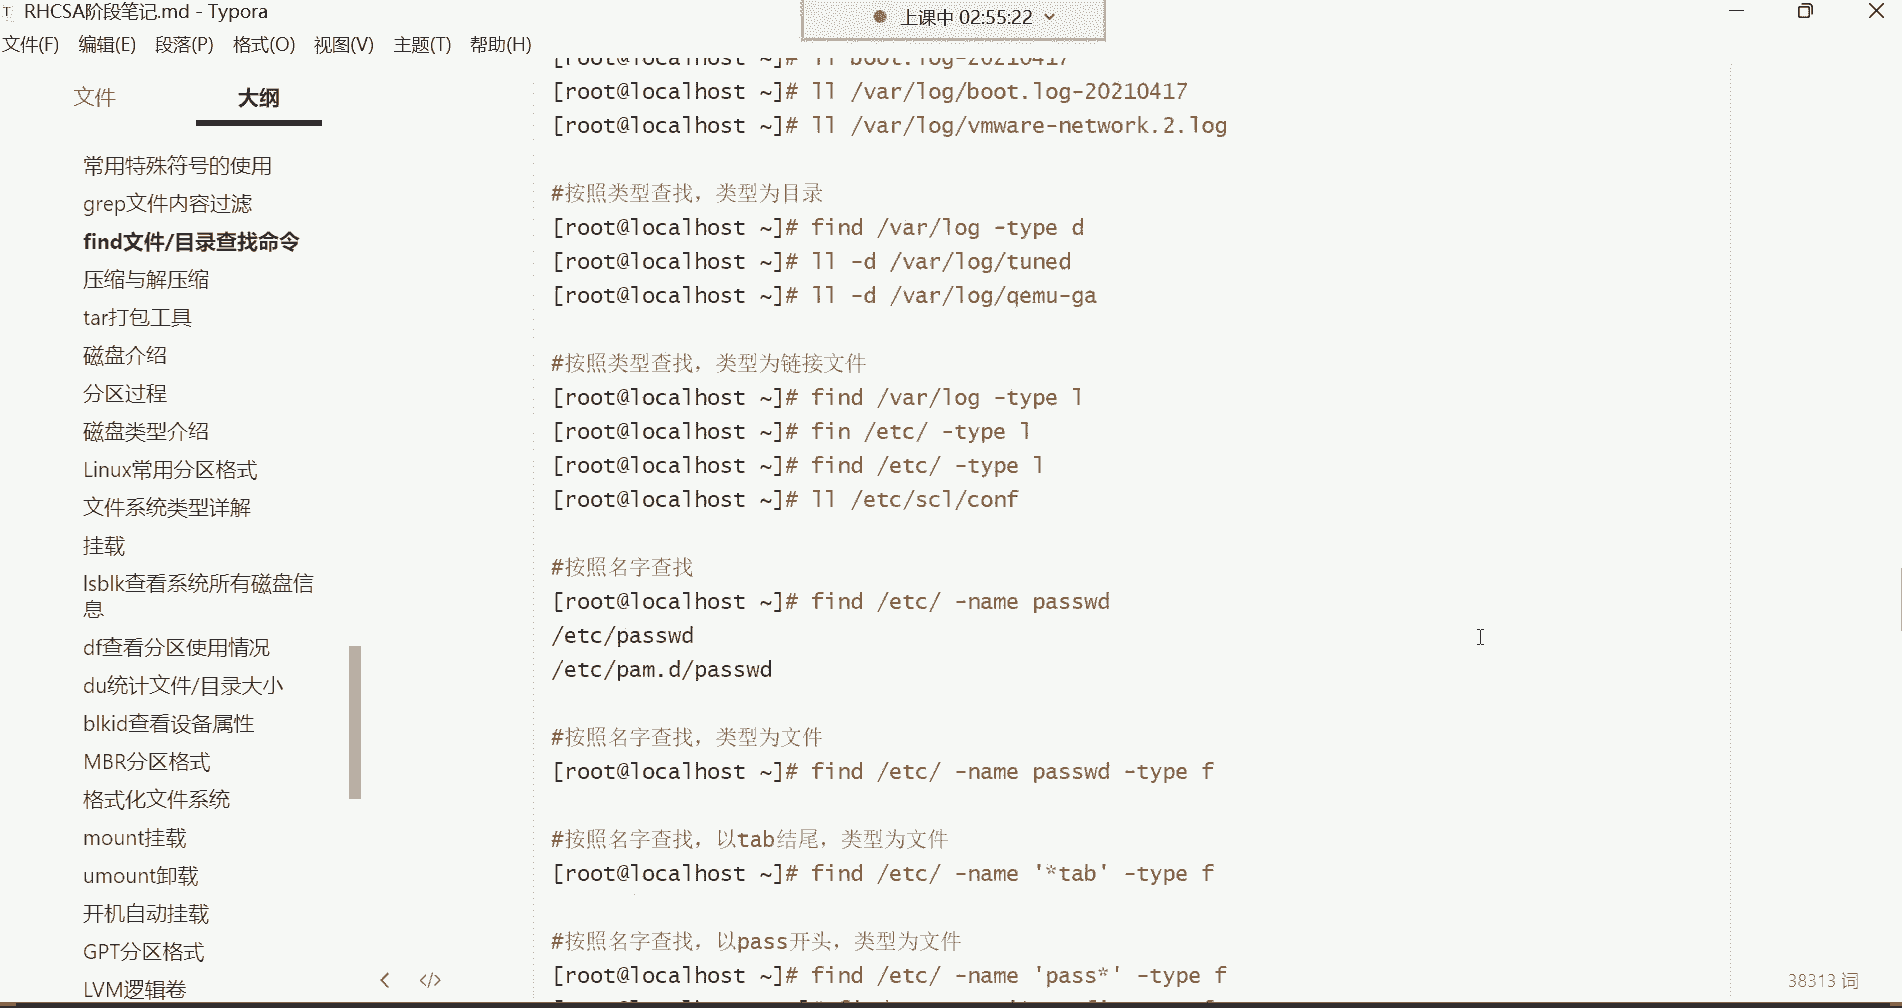 RHCSA阶段笔记.md - Typora
上课中 02:55:22
文件(F) 编辑(E) 段落(P) 格式(O) 视图(V) 主题(T) 帮助(H)
文件 大纲
常用特殊符号的使用
grep文件内容过滤
find文件/目录查找命令
压缩与解压缩
tar打包工具
磁盘介绍
分区过程
磁盘类型介绍
Linux常用分区格式
文件系统类型详解
挂载
lsblk查看系统所有磁盘信
息
df查看分区使用情况
du统计文件/目录大小
blkid查看设备属性
MBR分区格式
格式化文件系统
mount挂载
umount卸载
开机自动挂载
GPT分区格式
LVM逻辑卷
[root@localhost ~]# ll boot.log-20210417
[root@localhost ~]# ll /var/log/boot.log-20210417
[root@localhost ~]# ll /var/log/vmware-network.2.log
#按照类型查找，类型为目录
[root@localhost ~]# find /var/log -type d
[root@localhost ~]# ll -d /var/log/tuned
[root@localhost ~]# ll -d /var/log/qemu-ga
#按照类型查找，类型为链接文件
[root@localhost ~]# find /var/log -type l
[root@localhost ~]# fin /etc/ -type l
[root@localhost ~]# find /etc/ -type l
[root@localhost ~]# ll /etc/scl/conf
#按照名字查找
[root@localhost ~]# find /etc/ -name passwd
/etc/passwd
/etc/pam.d/passwd
#按照名字查找，类型为文件
[root@localhost ~]# find /etc/ -name passwd -type f
#按照名字查找，以tab结尾，类型为文件
[root@localhost ~]# find /etc/ -name '*tab' -type f
#按照名字查找，以pass开头，类型为文件
[root@localhost ~]# find /etc/ -name 'pass*' -type f
38313 词